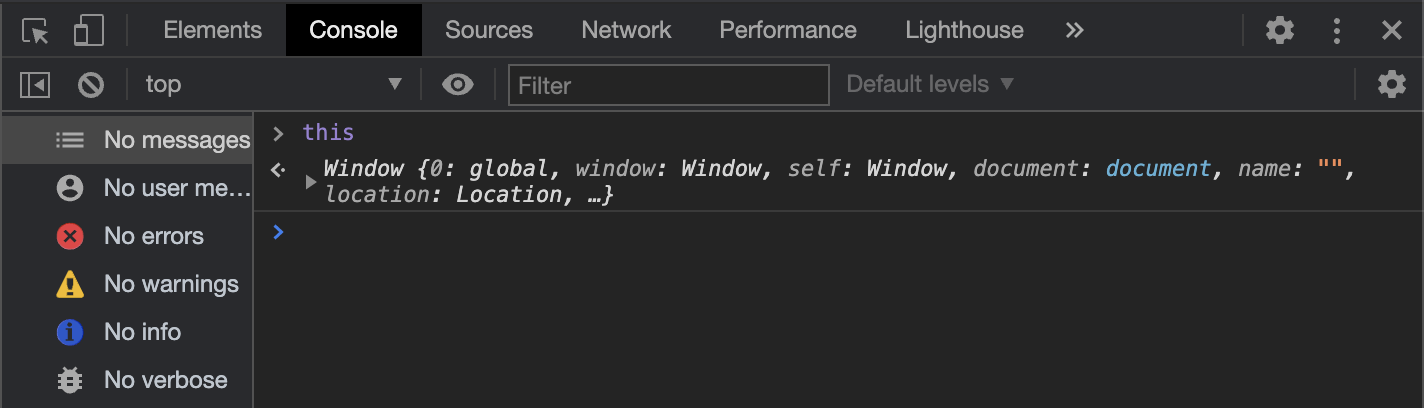 Elements Console Sources Network Performance Lighthouse »
top Filter Default levels
No messages
No user me…
No errors
No warnings
No info
No verbose
this
Window {0: global, window: Window, self: Window, document: document, name: "",
location: Location, …}